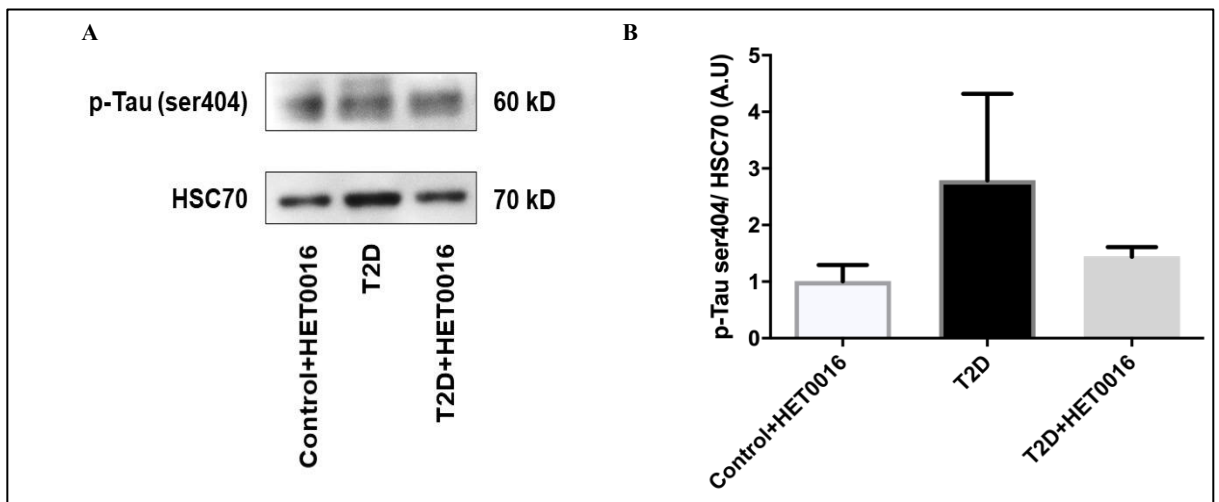 A
p-Tau (ser404)
60 kD
HSC70
70 kD
Control+HET0016
T2D
T2D+HET0016
B
p-Tau ser404/ HSC70 (A.U)
5
4
3
2
1
0
Control+HET0016
T2D
T2D+HET0016